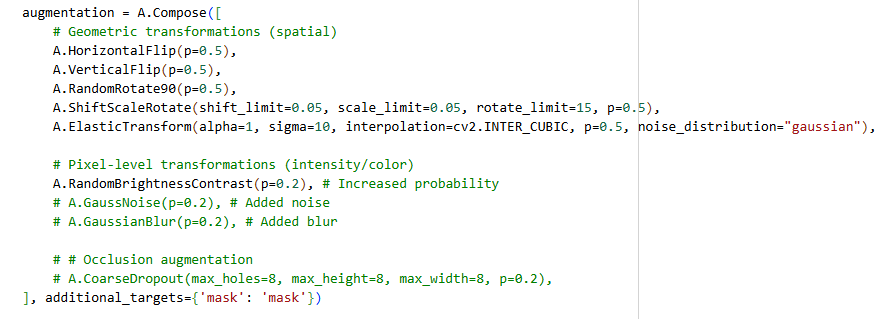 augmentation = A.Compose([
    # Geometric transformations (spatial)
    A.HorizontalFlip(p=0.5),
    A.VerticalFlip(p=0.5),
    A.RandomRotate90(p=0.5),
    A.ShiftScaleRotate(shift_limit=0.05, scale_limit=0.05, rotate_limit=15, p=0.5),
    A.ElasticTransform(alpha=1, sigma=10, interpolation=cv2.INTER_CUBIC, p=0.5, noise_distribution="gaussian"),

    # Pixel-level transformations (intensity/color)
    A.RandomBrightnessContrast(p=0.2), # Increased probability
    # A.GaussNoise(p=0.2), # Added noise
    # A.GaussianBlur(p=0.2), # Added blur

    # # Occlusion augmentation
    # A.CoarseDropout(max_holes=8, max_height=8, max_width=8, p=0.2),
], additional_targets={'mask': 'mask'})